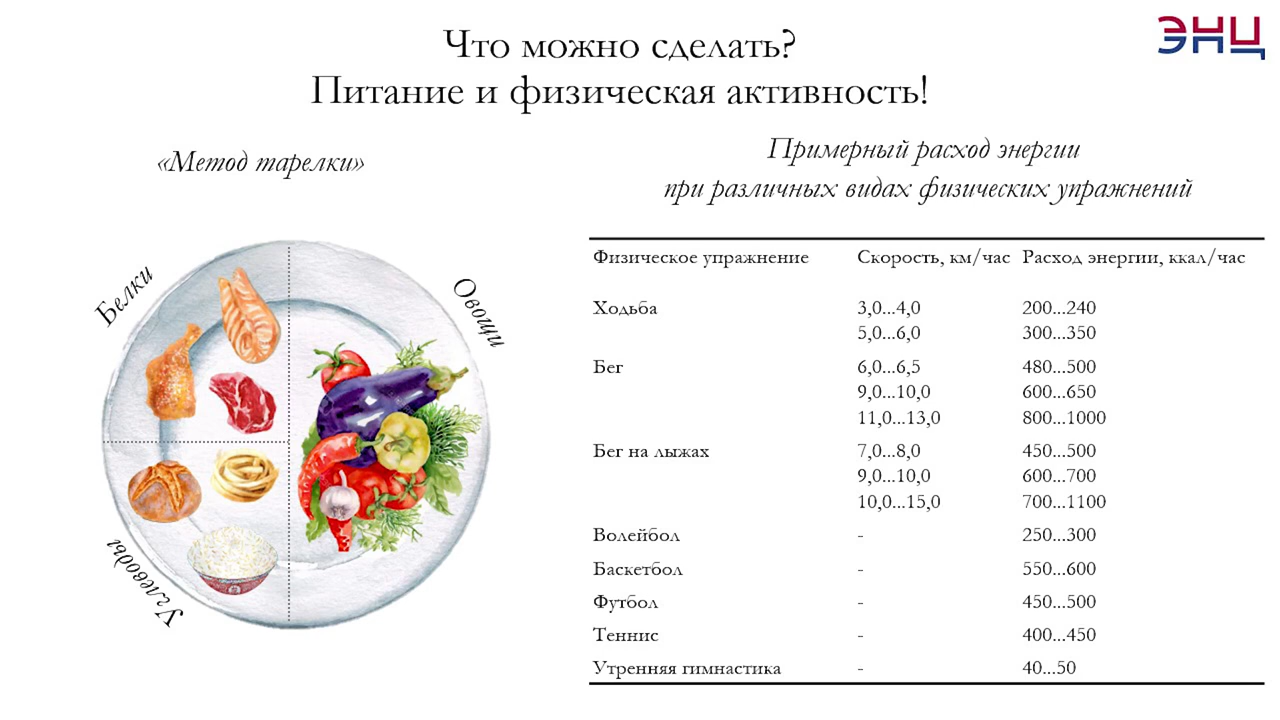 ЭНЦ
Что можно сделать?
Питание и физическая активность!
«Метод тарелки»
Белки
Овощи
Углеводы
Примерный расход энергии
при различных видах физических упражнений
Физическое упражнение Скорость, км/час Расход энергии, ккал/час
Ходьба 3,0...4,0 200...240
5,0...6,0 300...350
Бег 6,0...6,5 480...500
9,0...10,0 600...650
11,0...13,0 800...1000
Бег на лыжах 7,0...8,0 450...500
9,0...10,0 600...700
10,0...15,0 700...1100
Волейбол - 250...300
Баскетбол - 550...600
Футбол - 450...500
Теннис - 400...450
Утренняя гимнастика - 40...50